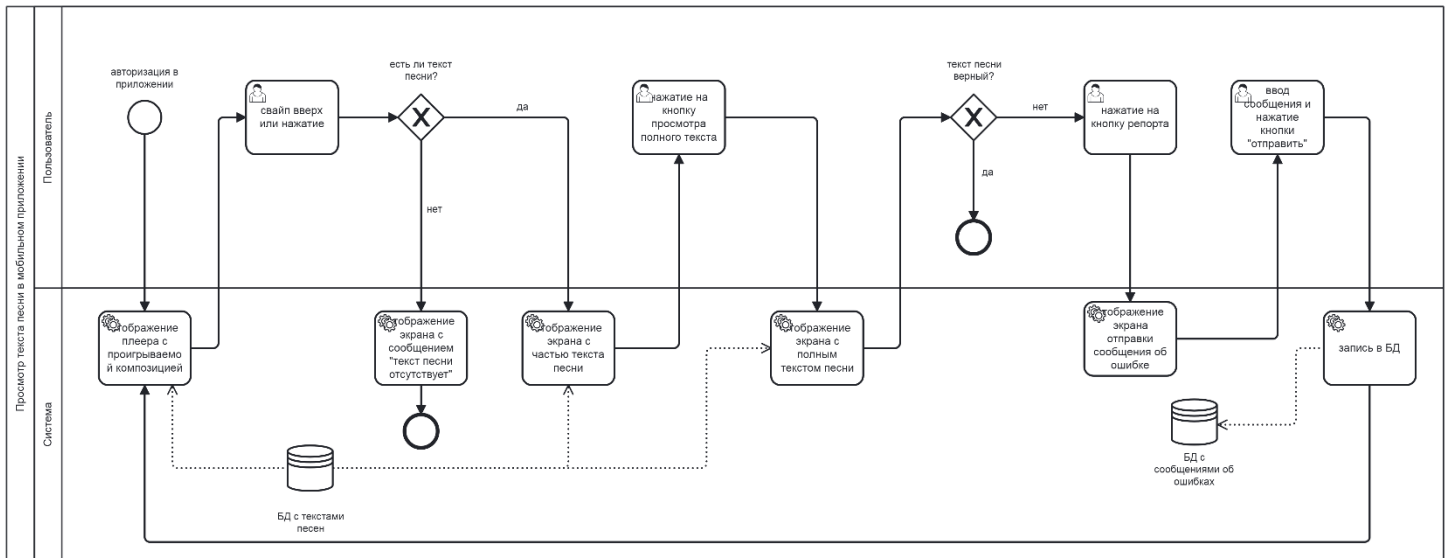 Просмотр текста песни в мобильном приложении
Пользователь
авторизация в
приложении
свайп вверх
или нажатие
есть ли текст
песни?
да
нет
нажатие на
кнопку
просмотра
полного текста
текст песни
верный?
нет
да
нажатие на
кнопку репорта
ввод
сообщения и
нажатие
кнопки
"отправить"
Система
отображение
плеера с
проигрываемо
й композицией
отображение
экрана с
сообщением
"текст песни
отсутствует"
отображение
экрана с
частью текста
песни
отображение
экрана с
полным
текстом песни
отображение
экрана
отправки
сообщения об
ошибке
запись в БД
БД с текстами
песен
БД с
сообщениями об
ошибках